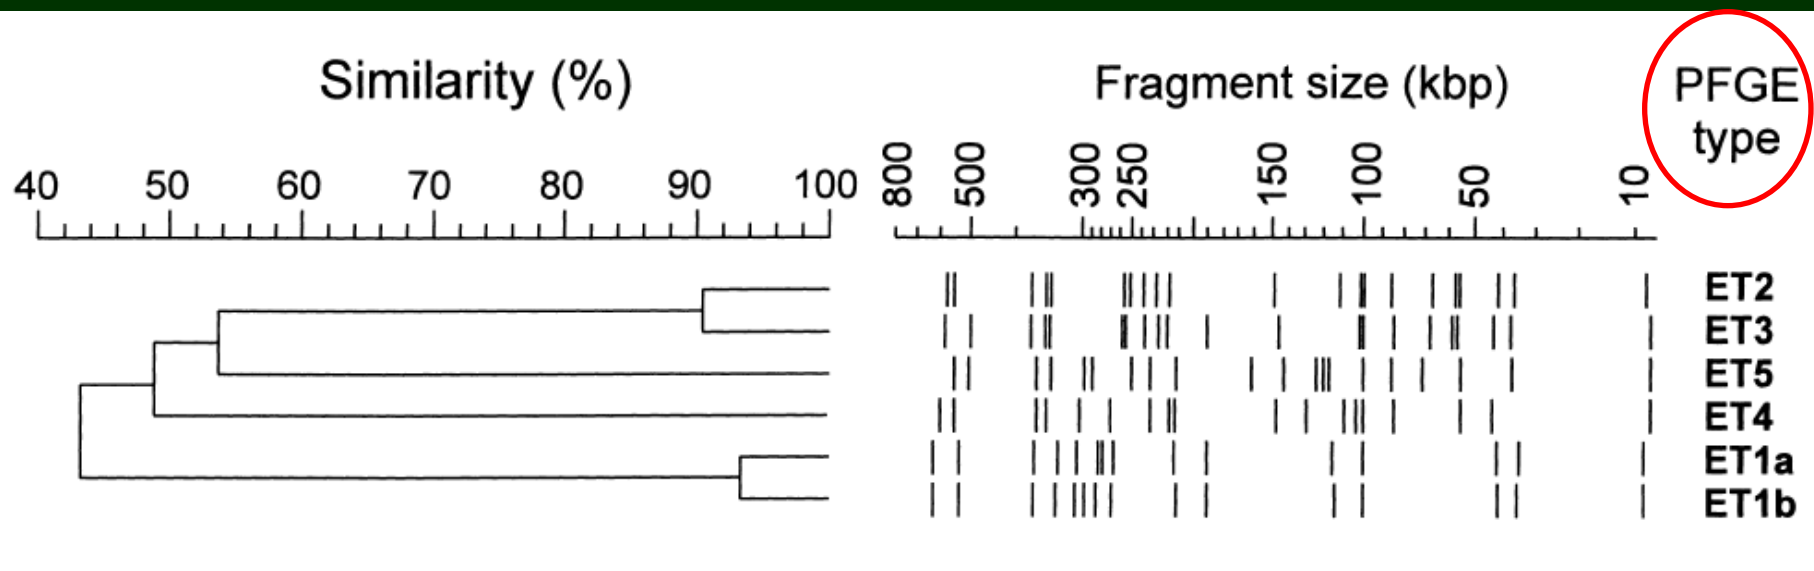 Similarity (%)
Fragment size (kbp)
PFGE
type
40 50 60 70 80 90 100
800 500 300 250 150 100 50 10
ET2
ET3
ET5
ET4
ET1a
ET1b